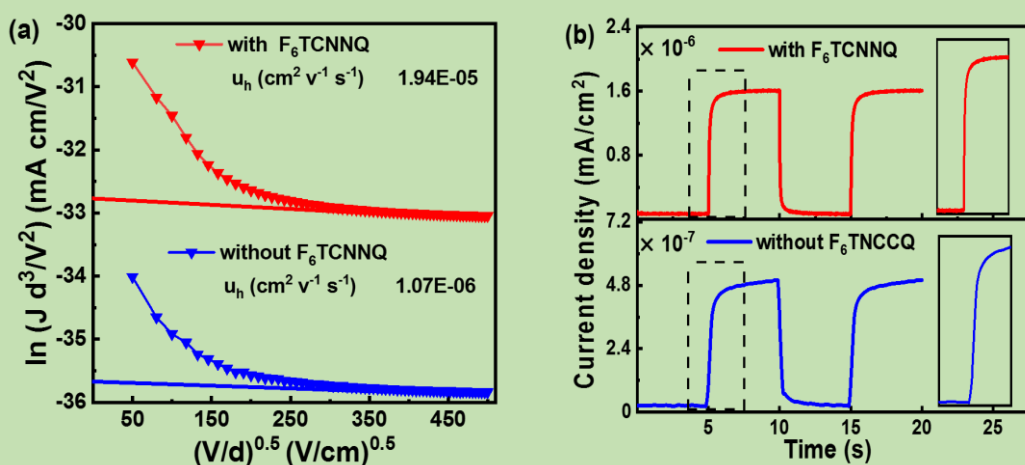 (a)
with F₆TCNNQ
u_h (cm² v⁻¹ s⁻¹) 1.94E-05
without F₆TCNNQ
u_h (cm² v⁻¹ s⁻¹) 1.07E-06
-30
-31
-32
-33
-34
-35
-36
ln (J d³/V²) (mA cm/V²)
50 150 250 350 450
(V/d)^0.5 (V/cm)^0.5
(b)
× 10⁻⁶
with F₆TCNNQ
2.4
1.6
0.8
7.2
× 10⁻⁷
without F₆TNCCQ
4.8
2.4
0
Current density (mA/cm²)
5 10 15 20 25
Time (s)